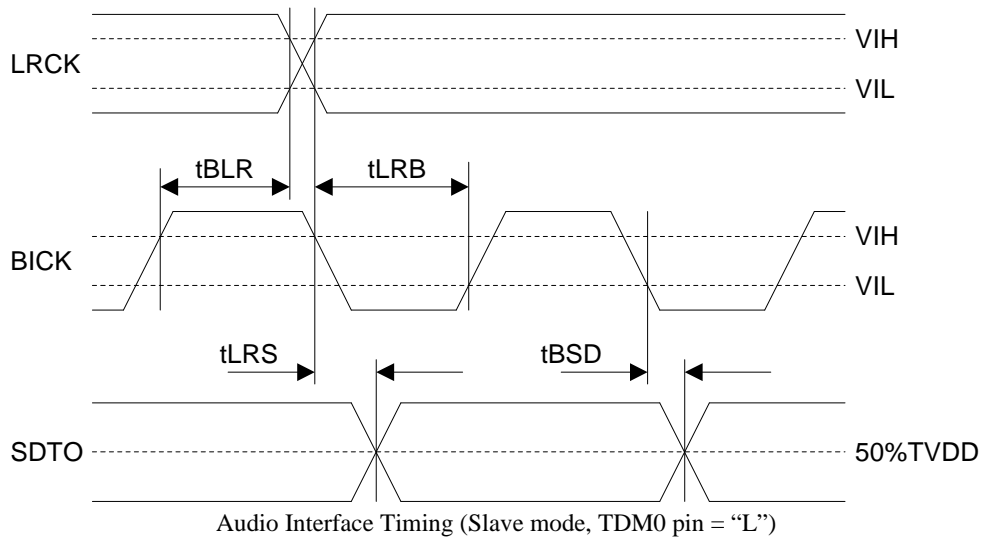 LRCK
VIH
VIL
tBLR
tLRB
BICK
VIH
VIL
tLRS
tBSD
SDTO
50%TVDD
Audio Interface Timing (Slave mode, TDM0 pin = “L”)